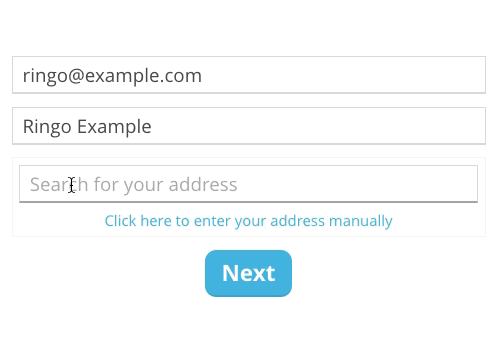 ringo@example.com
Ringo Example
Search for your address
Click here to enter your address manually
Next